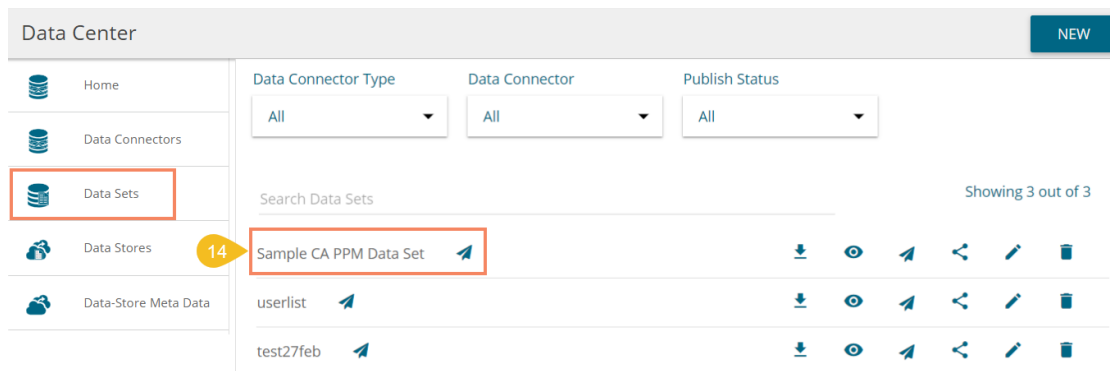 Data Center
NEW
Home
Data Connectors
Data Sets
Data Stores
Data-Store Meta Data
Data Connector Type
Data Connector
Publish Status
All
All
All
Search Data Sets
Showing 3 out of 3
14
Sample CA PPM Data Set
userlist
test27feb